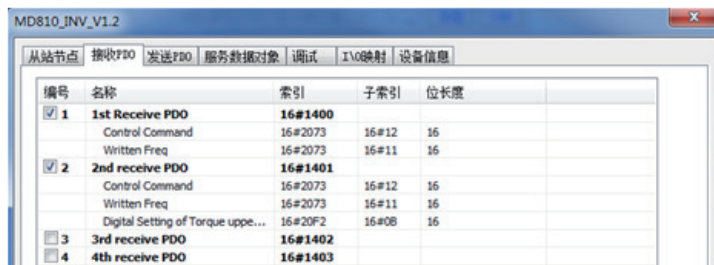 MD810_INV_V1.2
从站节点 接收PDO 发送PDO 服务数据对象 调试 I\O映射 设备信息
编号 名称 索引 子索引 位长度
1 1st Receive PDO 16#1400
Control Command 16#2073 16#12 16
Written Freq 16#2073 16#11 16
2 2nd receive PDO 16#1401
Control Command 16#2073 16#12 16
Written Freq 16#2073 16#11 16
Digital Setting of Torque uppe... 16#20F2 16#0B 16
3 3rd receive PDO 16#1402
4 4th receive PDO 16#1403